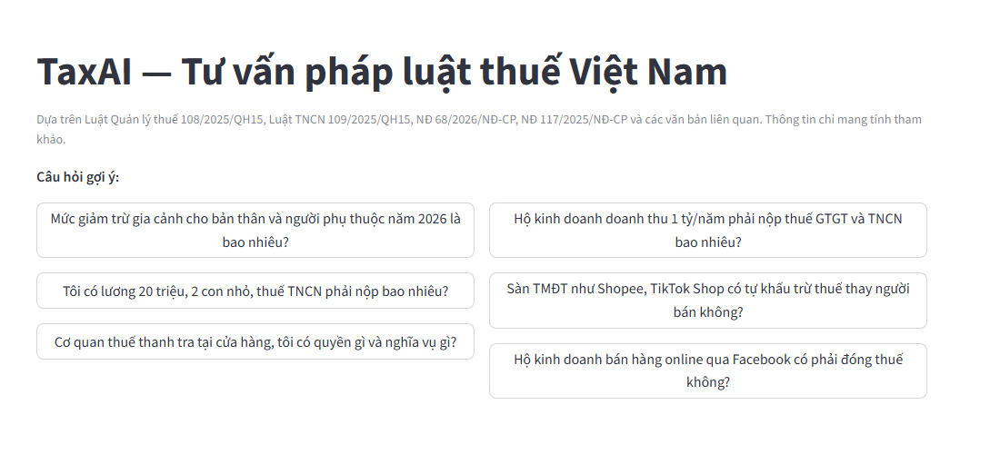 TaxAI — Tư vấn pháp luật thuế Việt Nam
Dựa trên Luật Quản lý thuế 108/2025/QH15, Luật TNCN 109/2025/QH15, NĐ 68/2026/NĐ-CP, NĐ 117/2025/NĐ-CP và các văn bản liên quan. Thông tin chỉ mang tính tham
khảo.
Câu hỏi gợi ý:
Mức giảm trừ gia cảnh cho bản thân và người phụ thuộc năm 2026 là
bao nhiêu?
Hộ kinh doanh doanh thu 1 tỷ/năm phải nộp thuế GTGT và TNCN
bao nhiêu?
Tôi có lương 20 triệu, 2 con nhỏ, thuế TNCN phải nộp bao nhiêu?
Sàn TMĐT như Shopee, TikTok Shop có tự khấu trừ thuế thay người
bán không?
Cơ quan thuế thanh tra tại cửa hàng, tôi có quyền gì và nghĩa vụ gì?
Hộ kinh doanh bán hàng online qua Facebook có phải đóng thuế
không?